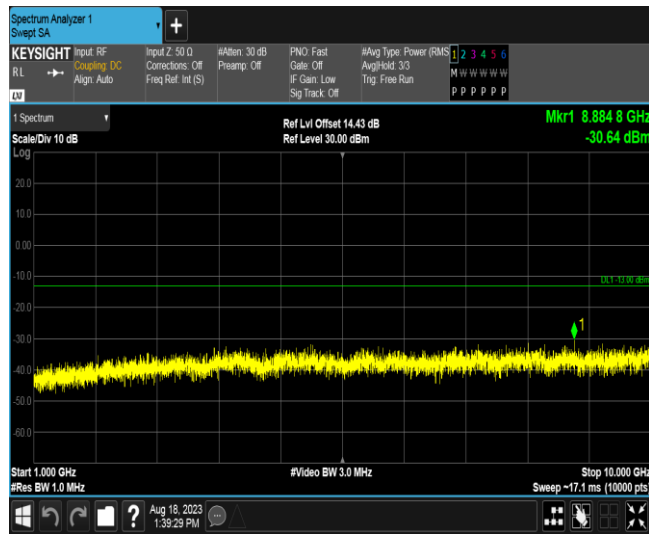 Spectrum Analyzer 1
Swept SA
KEYSIGHT
RL
LXI
Input: RF
Coupling: DC
Align: Auto
Input Z: 50 Ω
Corrections: Off
Freq Ref: Int (S)
#Atten: 30 dB
Preamp: Off
PNO: Fast
Gate: Off
IF Gain: Low
Sig Track: Off
#Avg Type: Power (RMS
Avg|Hold: 3/3
Trig: Free Run
1 2 3 4 5 6
M W W W W W
P P P P P P
1 Spectrum
Scale/Div 10 dB
Log
Ref Lvl Offset 14.43 dB
Ref Level 30.00 dBm
Mkr1 8.884 8 GHz
-30.64 dBm
20.0
10.0
0.00
-10.0
DL1 -13.00 dBm
-20.0
1
-30.0
-40.0
-50.0
-60.0
Start 1.000 GHz
#Res BW 1.0 MHz
#Video BW 3.0 MHz
Stop 10.000 GHz
Sweep ~17.1 ms (10000 pts)
?
Aug 18, 2023
1:39:29 PM